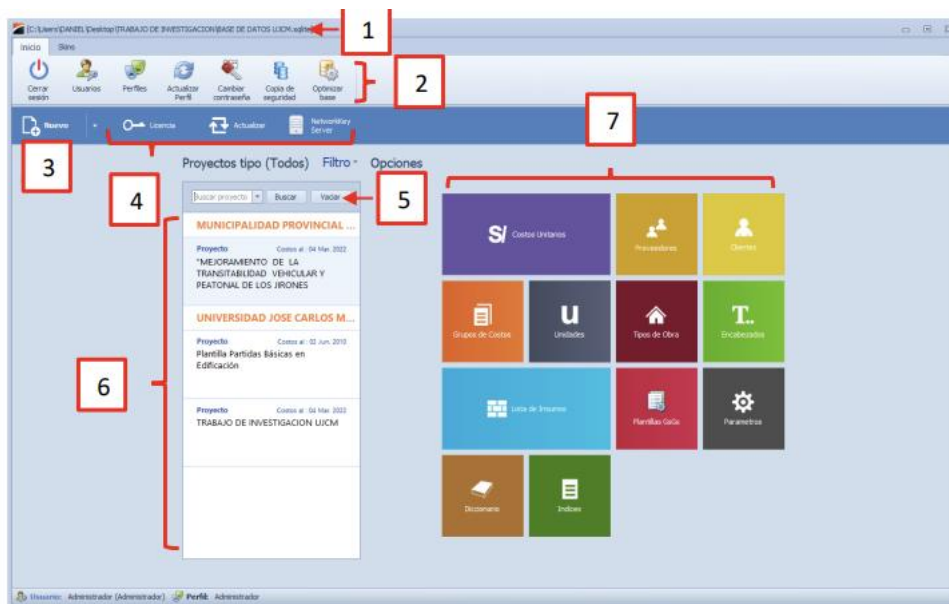 [C:\Users\DANIEL\Desktop\TRABAJO DE INVESTIGACION\BASE DE DATOS UJCM.sqlite]
1
Inicio Skins
Cerrar sesión
Usuarios
Perfiles
Actualizar Perfil
Cambiar contraseña
Copia de seguridad
Optimizar base
2
Nuevo
Licencia
Actualizar
NetworkKey Server
3
4
7
Proyectos tipo (Todos) Filtro Opciones
buscar proyecto Buscar Vaciar
5
MUNICIPALIDAD PROVINCIAL ...
Proyecto Costos al : 04 Mar. 2022
"MEJORAMIENTO DE LA
TRANSITABILIDAD VEHICULAR Y
PEATONAL DE LOS JIRONES
UNIVERSIDAD JOSE CARLOS M...
Proyecto Costos al : 02 Jun. 2010
Plantilla Partidas Básicas en
Edificación
6
Proyecto Costos al : 04 Mar. 2022
TRABAJO DE INVESTIGACION UJCM
S/ Costos Unitarios
Proveedores
Clientes
Grupos de Costos
u
Unidades
Tipos de Obra
T..
Encabezados
Lista de Insumos
Plantillas GaGe
Parametros
Diccionario
Indices
Usuario: Administrador (Administrador) Perfil: Administrador